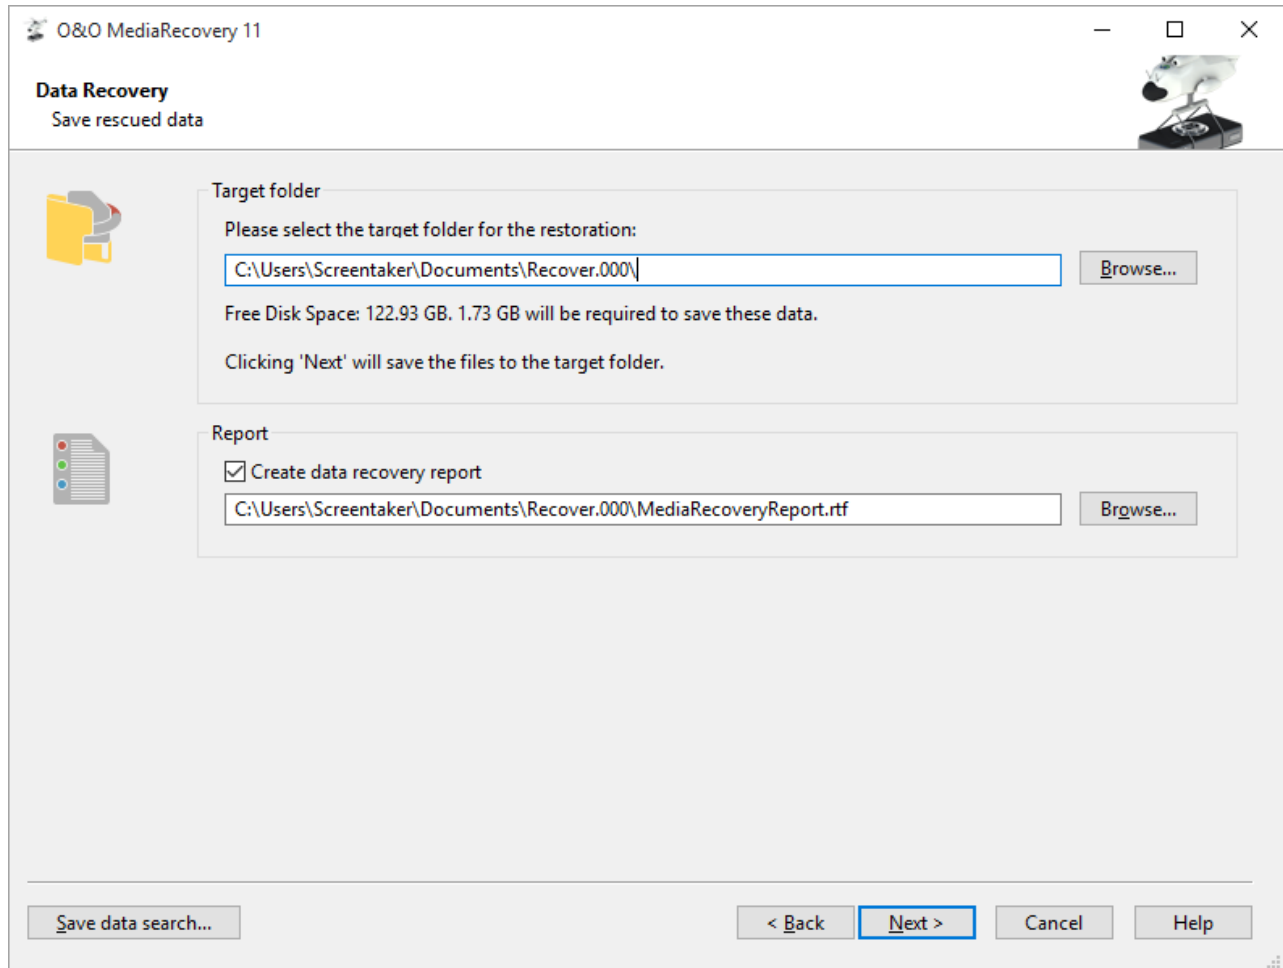 O&O MediaRecovery 11
Data Recovery
Save rescued data
Target folder
Please select the target folder for the restoration:
C:\Users\Screentaker\Documents\Recover.000\
Browse...
Free Disk Space: 122.93 GB. 1.73 GB will be required to save these data.
Clicking 'Next' will save the files to the target folder.
Report
Create data recovery report
C:\Users\Screentaker\Documents\Recover.000\MediaRecoveryReport.rtf
Browse...
Save data search...
< Back
Next >
Cancel
Help